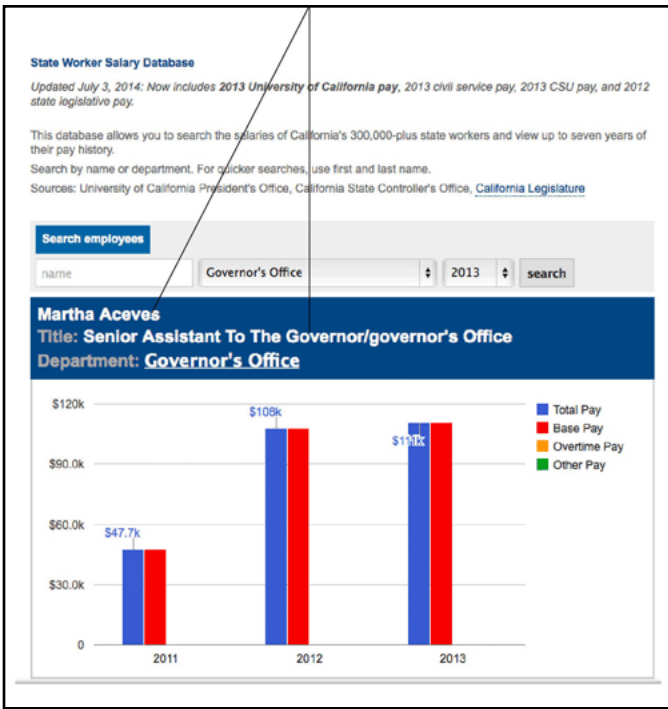 State Worker Salary Database
Updated July 3, 2014: Now includes 2013 University of California pay, 2013 civil service pay, 2013 CSU pay, and 2012
state legislative pay.
This database allows you to search the salaries of California's 300,000-plus state workers and view up to seven years of
their pay history.
Search by name or department. For quicker searches, use first and last name.
Sources: University of California President's Office, California State Controller's Office, California Legislature
Search employees
name Governor's Office 2013 search
Martha Aceves
Title: Senior Assistant To The Governor/governor's Office
Department: Governor's Office
$120k
$108k
Total Pay
Base Pay
Overtime Pay
Other Pay
$90.0k
$60.0k
$47.7k
$30.0k
0
2011 2012 2013